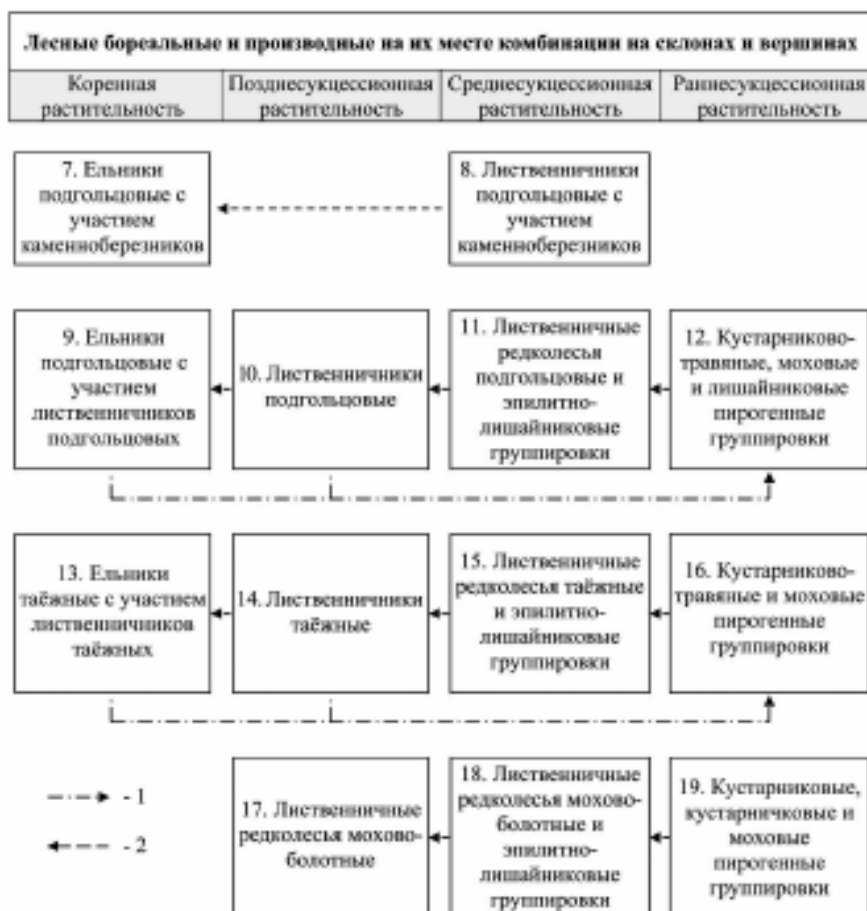 Лесные бореальные и производные на их месте комбинации на склонах и вершинах
Коренная
растительность
Позднесукцессионная
растительность
Среднесукцессионная
растительность
Раннесукцессионная
растительность
7. Ельники
подгольцовые с
участием
каменноберезников
8. Лиственничники
подгольцовые с
участием
каменноберезников
9. Ельники
подгольцовые с
участием
лиственничников
подгольцовых
10. Лиственничники
подгольцовые
11. Лиственничные
редколесья
подгольцовые и
эпилитно-
лишайниковые
группировки
12. Кустарниково-
травяные, моховые
и лишайниковые
пирогенные
группировки
13. Ельники
таёжные с участием
лиственничников
таёжных
14. Лиственничники
таёжные
15. Лиственничные
редколесья таёжные
и эпилитно-
лишайниковые
группировки
16. Кустарниково-
травяные и моховые
пирогенные
группировки
- 1
- 2
17. Лиственничные
редколесья мохово-
болотные
18. Лиственничные
редколесья мохово-
болотные и
эпилитно-
лишайниковые
группировки
19. Кустарниковые,
кустарничковые и
моховые
пирогенные
группировки